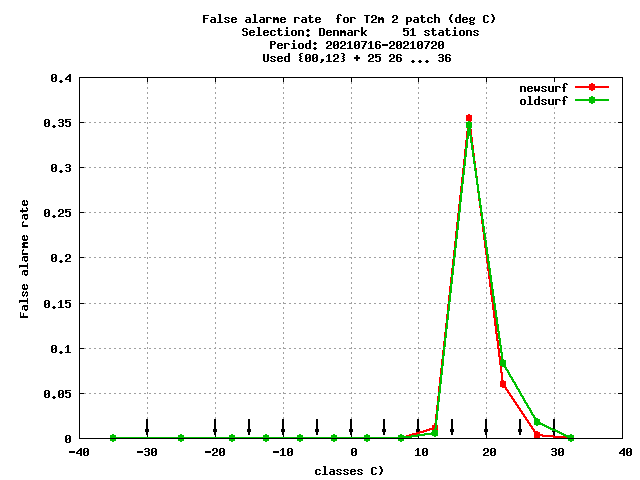 False alarme rate  for T2m 2 patch (deg C)
Selection: Denmark     51 stations
Period: 20210716-20210720
Used {00,12} + 25 26 ... 36
newsurf
oldsurf
False alarme rate
0.4
0.35
0.3
0.25
0.2
0.15
0.1
0.05
0
-40 -30 -20 -10 0 10 20 30 40
classes C)